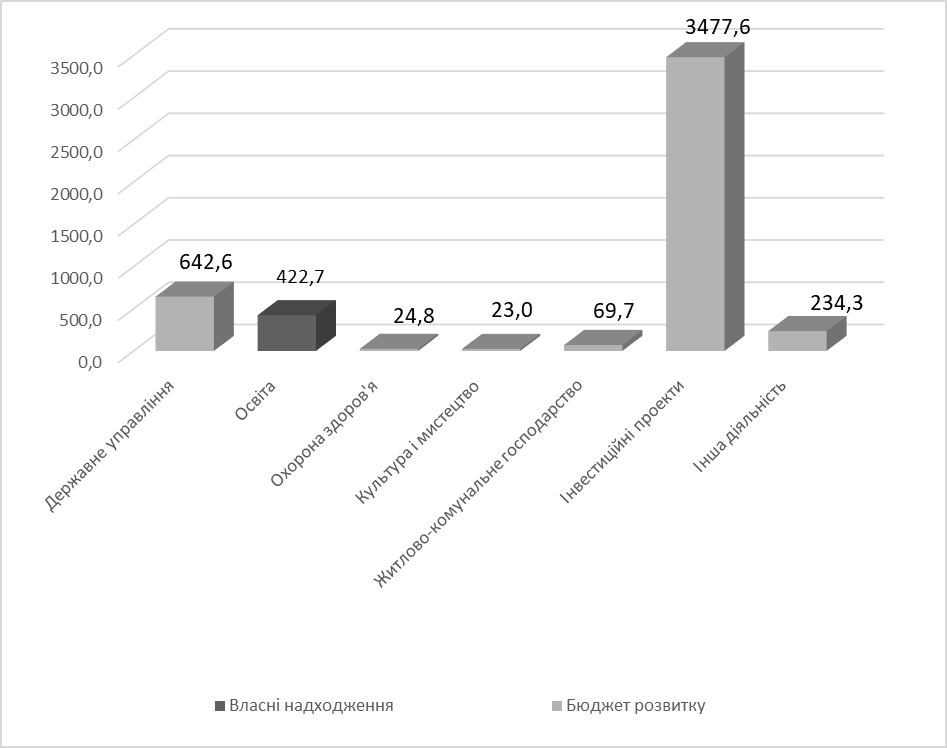 3477,6
3500,0
3000,0
2500,0
2000,0
1500,0
1000,0
500,0
0,0
642,6
422,7
24,8
23,0
69,7
234,3
Державне управління
Освіта
Охорона здоров'я
Культура і мистецтво
Житлово-комунальне господарство
Інвестиційні проекти
Інша діяльність
Власні надходження
Бюджет розвитку